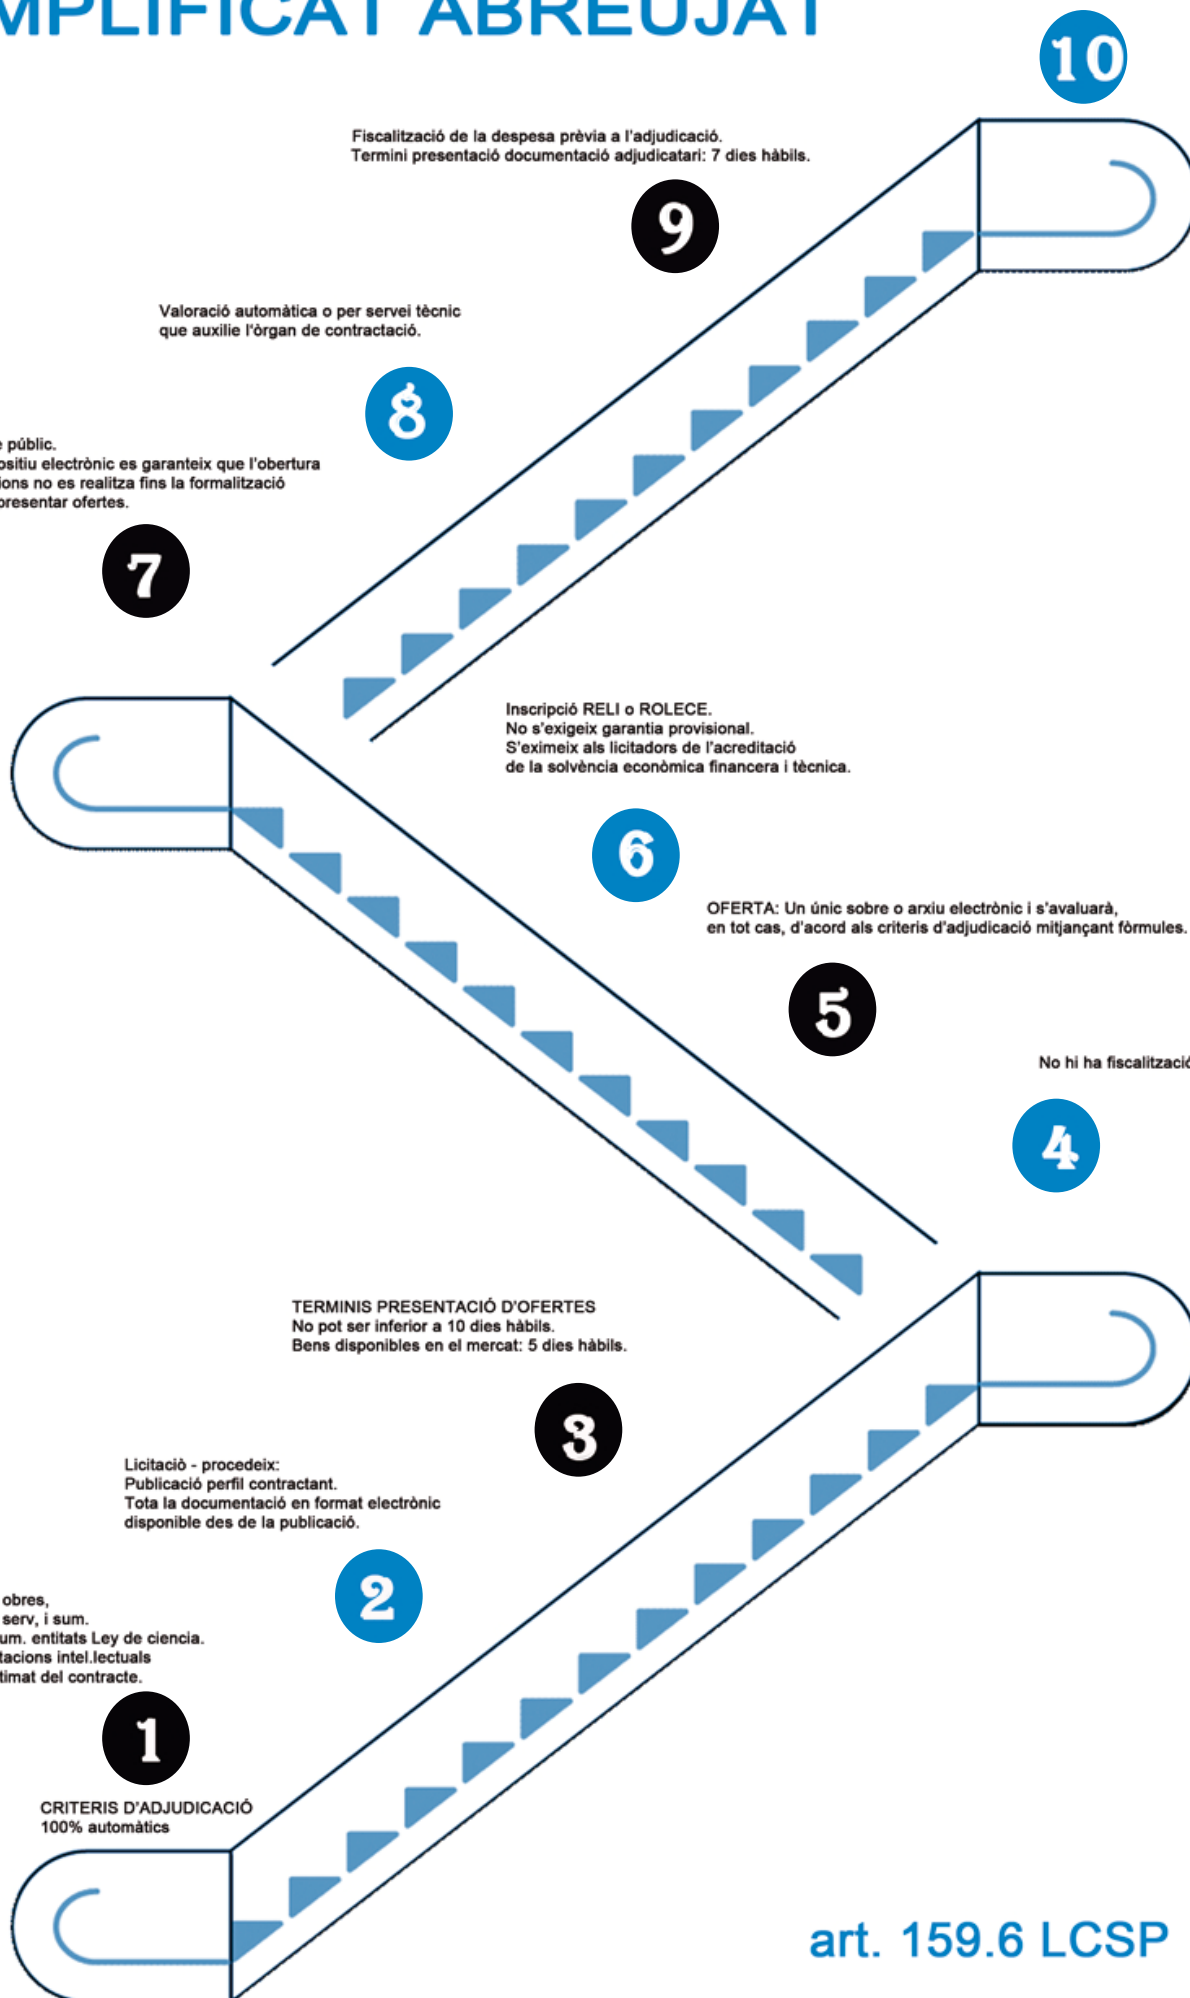 MPLIFICAT ABREUJAT
10
Fiscalització de la despesa prèvia a l'adjudicació.
Termini presentació documentació adjudicatari: 7 dies hàbils.
9
Valoració automàtica o per servei tècnic
que auxilie l'òrgan de contractació.
8
públic.
ositiu electrònic es garanteix que l'obertura
ions no es realitza fins la formalització
presentar ofertes.
7
Inscripció RELI o ROLECE.
No s'exigeix garantia provisional.
S'eximeix als licitadors de l'acreditació
de la solvència econòmica financera i tècnica.
6
OFERTA: Un únic sobre o arxiu electrònic i s'avaluarà,
en tot cas, d'acord als criteris d'adjudicació mitjançant fòrmules.
5
No hi ha fiscalització
4
TERMINIS PRESENTACIÓ D'OFERTES
No pot ser inferior a 10 dies hàbils.
Bens disponibles en el mercat: 5 dies hàbils.
3
Licitaciò - procedeix:
Publicació perfil contractant.
Tota la documentació en format electrònic
disponible des de la publicació.
2
obres,
serv, i sum.
um. entitats Ley de ciencia.
tacions intel.lectuals
timat del contracte.
1
CRITERIS D'ADJUDICACIÓ
100% automàtics
art. 159.6 LCSP